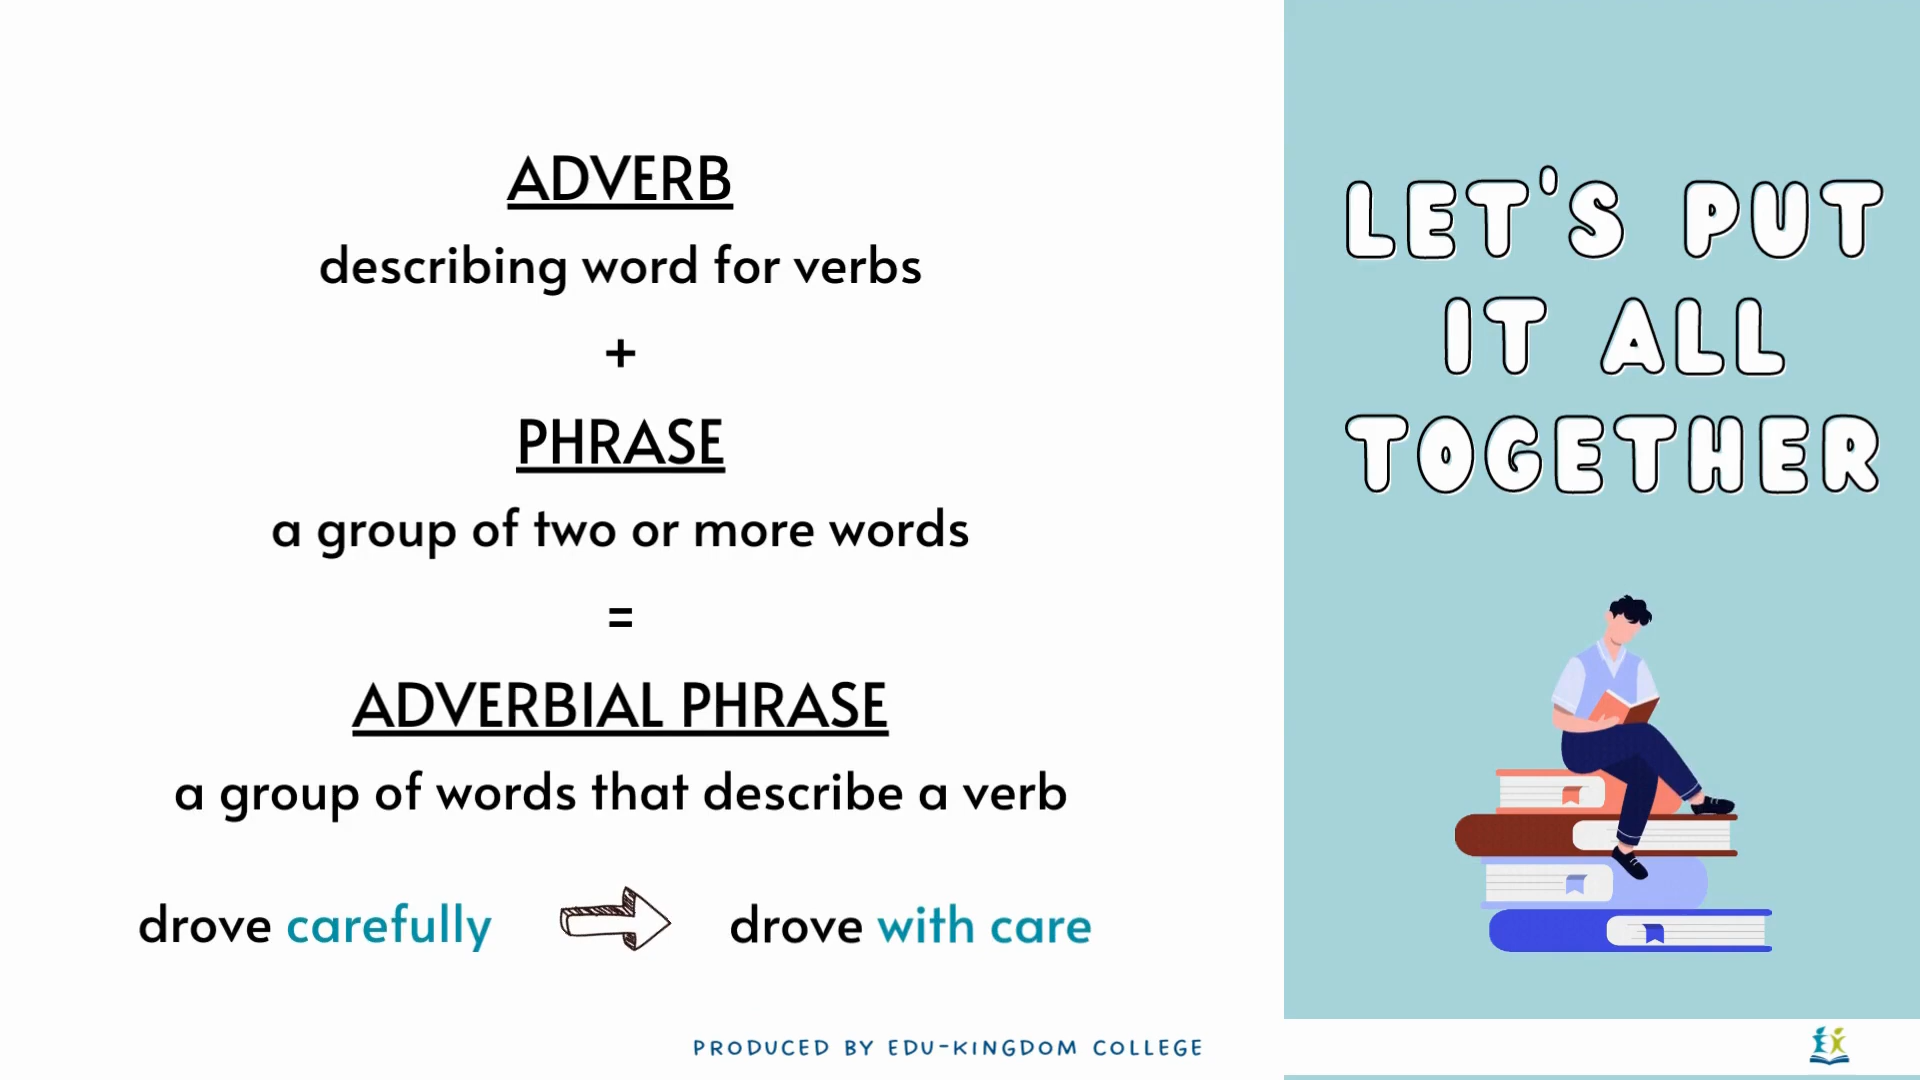 ADVERB
describing word for verbs
+
PHRASE
a group of two or more words
=
ADVERBIAL PHRASE
a group of words that describe a verb
drove carefully drove with care
PRODUCED BY EDU-KINGDOM COLLEGE
LET'S PUT
IT ALL
TOGETHER